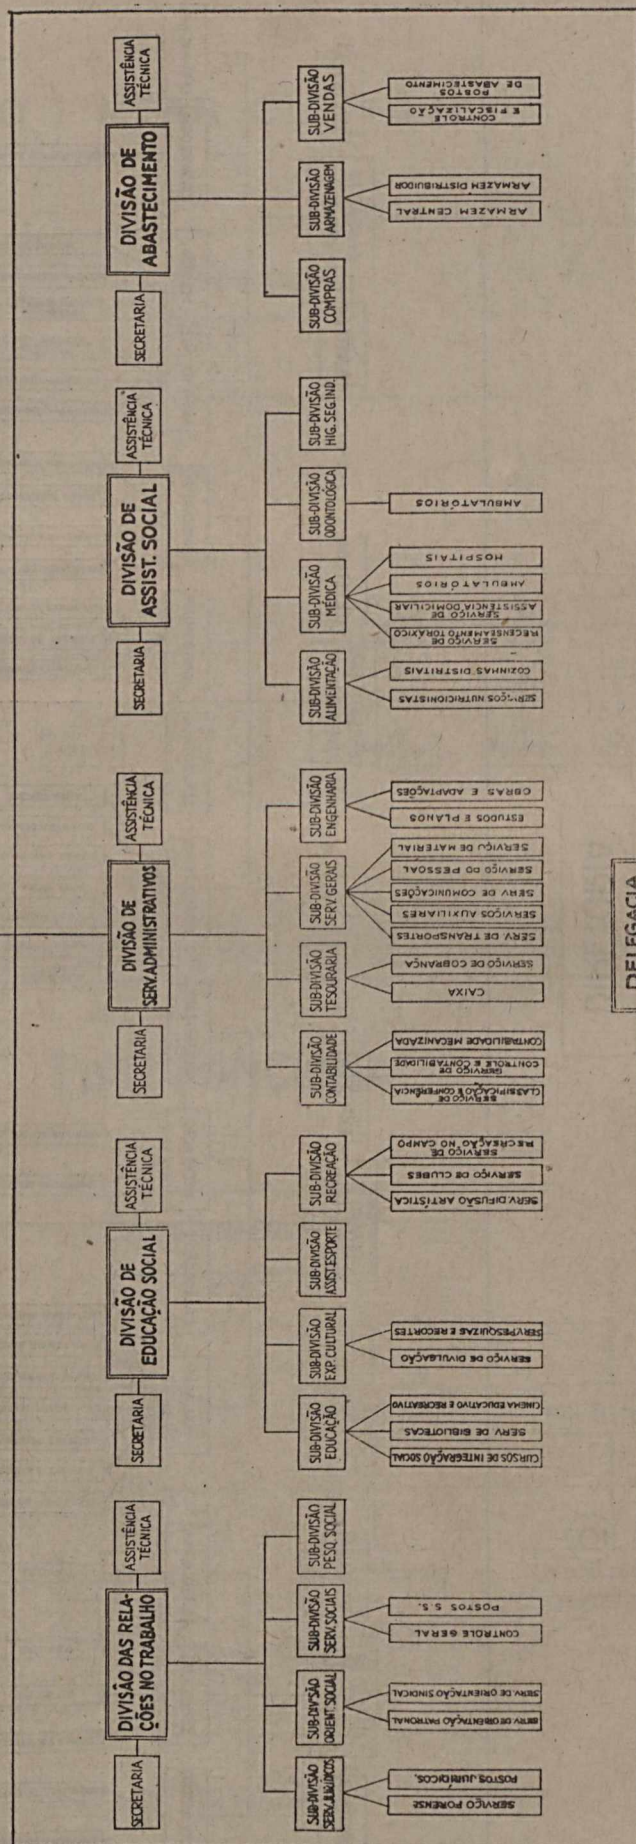 SECRETARIA
DIVISÃO DAS RELA-
ÇÕES NO TRABALHO
ASSISTÊNCIA
TÉCNICA
SUB-DIVISÃO
SERV. JURÍDICOS
SUB-DIVISÃO
ORIENT. SOCIAL
SUB-DIVISÃO
SERV. SOCIAIS
SUB-DIVISÃO
PESQ. SOCIAL
SERVIÇO FORENSE
POSTOS JURÍDICOS.
SERV. DE ORIENTAÇÃO PATRONAL
SERV. DE ORIENTAÇÃO SINDICAL
CONTROLE GERAL
POSTOS S.S.
SECRETARIA
DIVISÃO DE
EDUCAÇÃO SOCIAL
ASSISTÊNCIA
TÉCNICA
SUB-DIVISÃO
EDUCAÇÃO
SUB-DIVISÃO
EXP. CULTURAL
SUB-DIVISÃO
ASSIST. ESPORTE
SUB-DIVISÃO
RECREAÇÃO
CURSOS DE INTEGRAÇÃO SOCIAL
SERV. DE BIBLIOTECAS
CINEMA EDUCATIVO E RECREATIVO
SERVIÇO DE DIVULGAÇÃO
SERV. PESQUIZAS E RECORTES
SERV. DIFUSÃO ARTÍSTICA
SERVIÇO DE CLUBES
SERVIÇO DE
RECREAÇÃO NO CAMPO
SECRETARIA
DIVISÃO DE
SERV. ADMINISTRATIVOS
ASSISTÊNCIA
TÉCNICA
SUB-DIVISÃO
CONTABILIDADE
SUB-DIVISÃO
TESOURARIA
SUB-DIVISÃO
SERV. GERAIS
SUB-DIVISÃO
ENGENHARIA
SERVIÇO DE
CLASSIFICAÇÃO E CONFERÊNCIA
SERVIÇO DE
CONTROLE E CONTABILIDADE
CONTABILIDADE MECANIZADA
CAIXA
SERVIÇO DE COBRANÇA
SERV. DE TRANSPORTES
SERVIÇOS AUXILIARES
SERV. DE COMUNICAÇÕES
SERVIÇO DO PESSOAL
SERVIÇO DE MATERIAL
ESTUDOS E PLANOS
OBRAS E ADAPTAÇÕES
SECRETARIA
DIVISÃO DE
ASSIST. SOCIAL
ASSISTÊNCIA
TÉCNICA
SUB-DIVISÃO
ALIMENTAÇÃO
SUB-DIVISÃO
MÉDICA
SUB-DIVISÃO
ODONTOLÓGICA
SUB-DIVISÃO
HIG. SEG. IND.
SERVIÇOS NUTRICIONISTAS
COZINHAS DISTRITAIS
SERVIÇO DE
RECENSEAMENTO TORÁXICO
SERVIÇO DE
ASSISTÊNCIA DOMICILIAR
AMBULATÓRIOS
HOSPITAIS
AMBULATÓRIOS
SECRETARIA
DIVISÃO DE
ABASTECIMENTO
ASSISTÊNCIA
TÉCNICA
SUB-DIVISÃO
COMPRAS
SUB-DIVISÃO
ARMAZENAGEM
SUB-DIVISÃO
VENDAS
ARMAZEM CENTRAL
ARMAZEM DISTRIBUIDOR
CONTROLE
E FISCALIZAÇÃO
POSTOS
DE ABASTECIMENTO
DELEGACIA